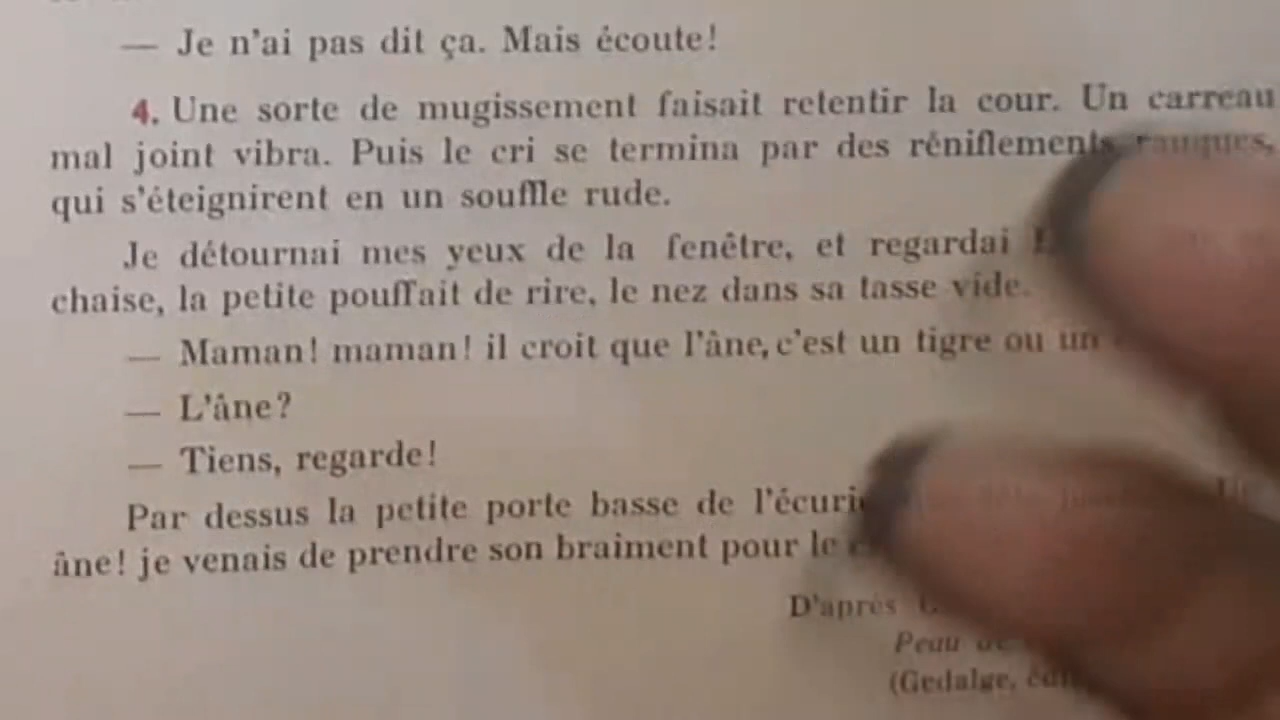 — Je n'ai pas dit ça. Mais écoute!
4. Une sorte de mugissement faisait retentir la cour. Un carreau
mal joint vibra. Puis le cri se termina par des réniflements rauques,
qui s'éteignirent en un souffle rude.
Je détournai mes yeux de la fenêtre, et regardai
chaise, la petite pouffait de rire, le nez dans sa tasse vide.
— Maman! maman! il croit que l'âne, c'est un tigre ou un
— L'âne?
— Tiens, regarde!
Par dessus la petite porte basse de l'écurie
âne! je venais de prendre son braiment pour le
D'après
Peau
(Gedalge,